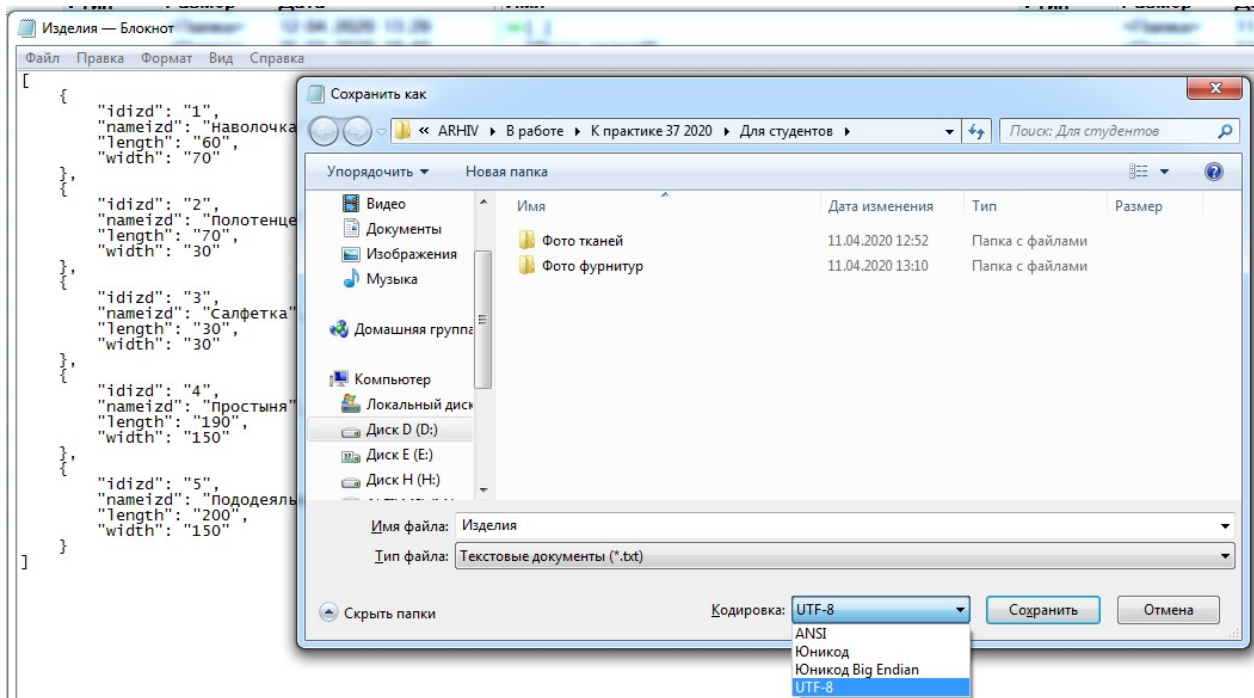 Изделия — Блокнот
Файл Правка Формат Вид Справка
[
{
"idizd": "1",
"nameizd": "Наволочка
"length": "60",
"width": "70"
},
{
"idizd": "2",
"nameizd": "Полотенце
"length": "70",
"width": "30"
},
{
"idizd": "3",
"nameizd": "Салфетка"
"length": "30",
"width": "30"
},
{
"idizd": "4",
"nameizd": "Простыня"
"length": "190",
"width": "150"
},
{
"idizd": "5",
"nameizd": "Пододеяль
"length": "200",
"width": "150"
}
]
Сохранить как
« ARHIV ▸ В работе ▸ К практике 37 2020 ▸ Для студентов ▸
Поиск: Для студентов
Упорядочить Новая папка
Видео
Документы
Изображения
Музыка
Домашняя группа
Компьютер
Локальный диск
Диск D (D:)
Диск E (E:)
Диск H (H:)
Имя Дата изменения Тип Размер
Фото тканей 11.04.2020 12:52 Папка с файлами
Фото фурнитур 11.04.2020 13:10 Папка с файлами
Имя файла: Изделия
Тип файла: Текстовые документы (*.txt)
Скрыть папки
Кодировка: UTF-8
Сохранить Отмена
ANSI
Юникод
Юникод Big Endian
UTF-8